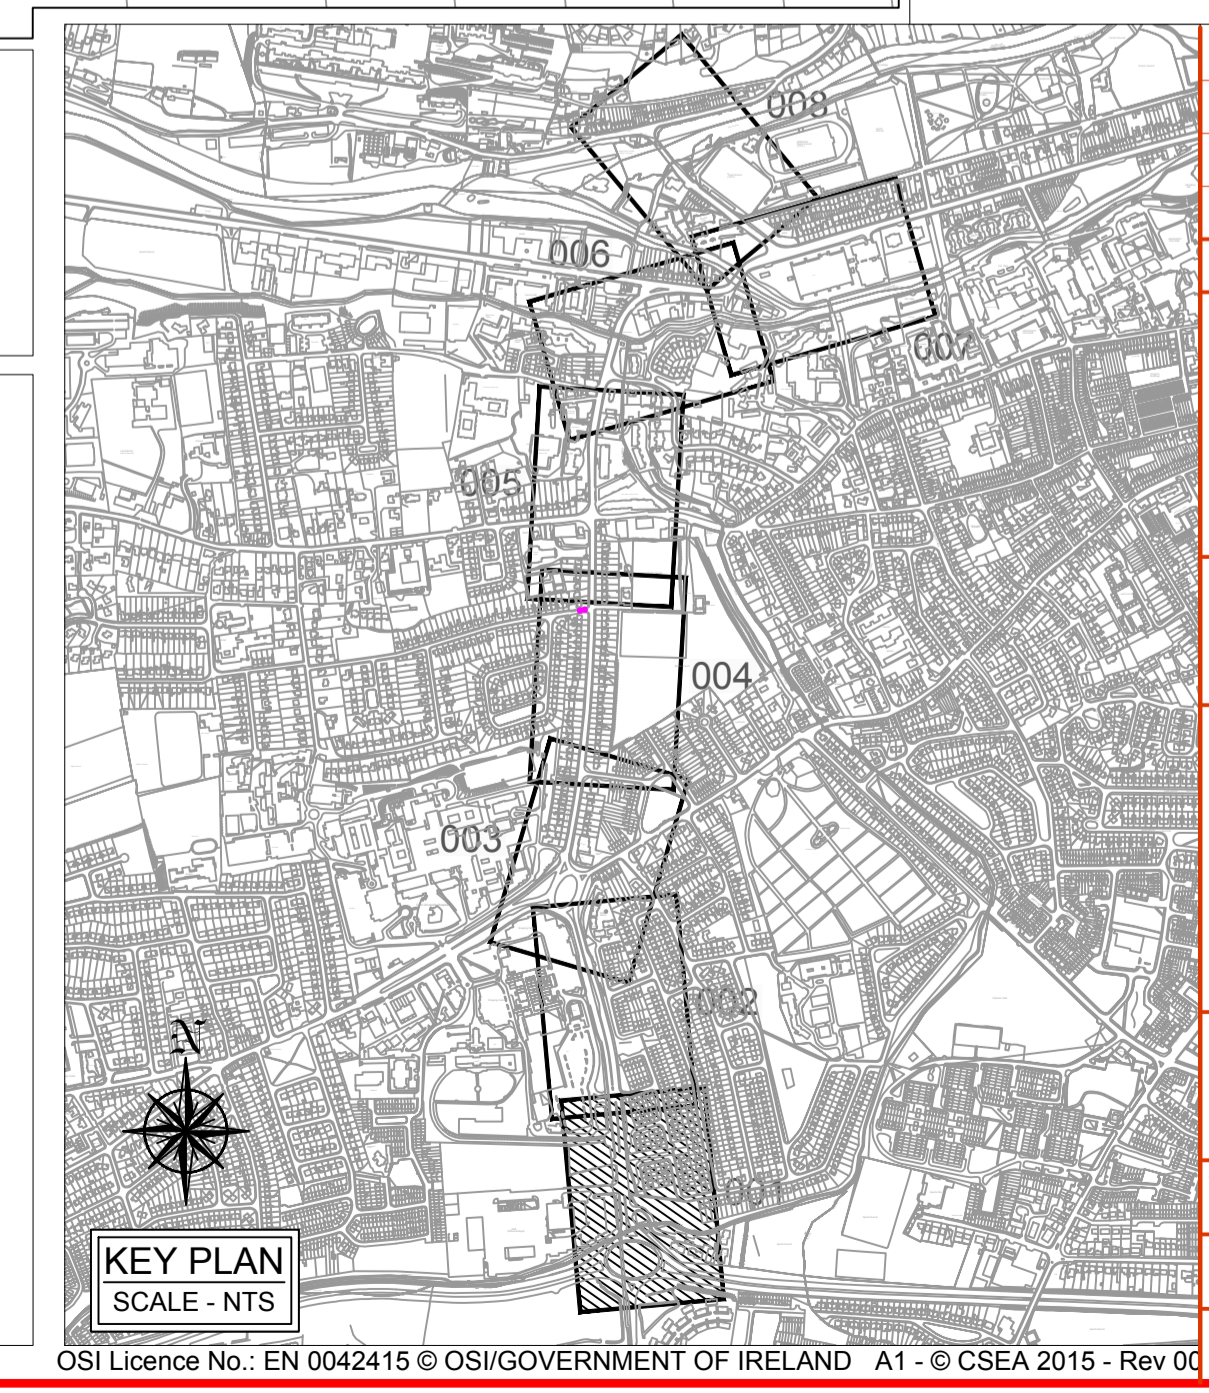 008
006
007
005
004
003
002
001
N
KEY PLAN
SCALE - NTS
OSI Licence No.: EN 0042415 © OSI/GOVERNMENT OF IRELAND A1 - © CSEA 2015 - Rev 00